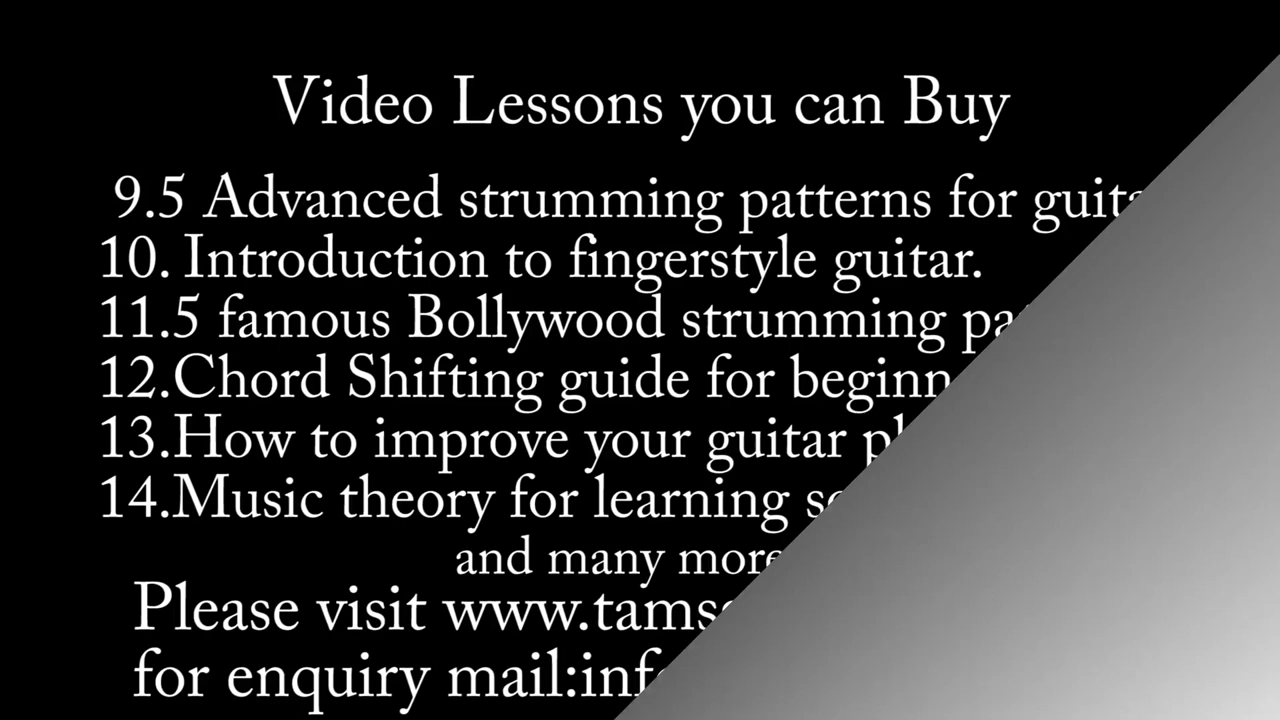 Video Lessons you can Buy
9.5 Advanced strumming patterns for
10. Introduction to fingerstyle guitar.
11.5 famous Bollywood strumming
12.Chord Shifting guide for
13.How to improve your guitar
14.Music theory for learning
and many more
Please visit
for enquiry